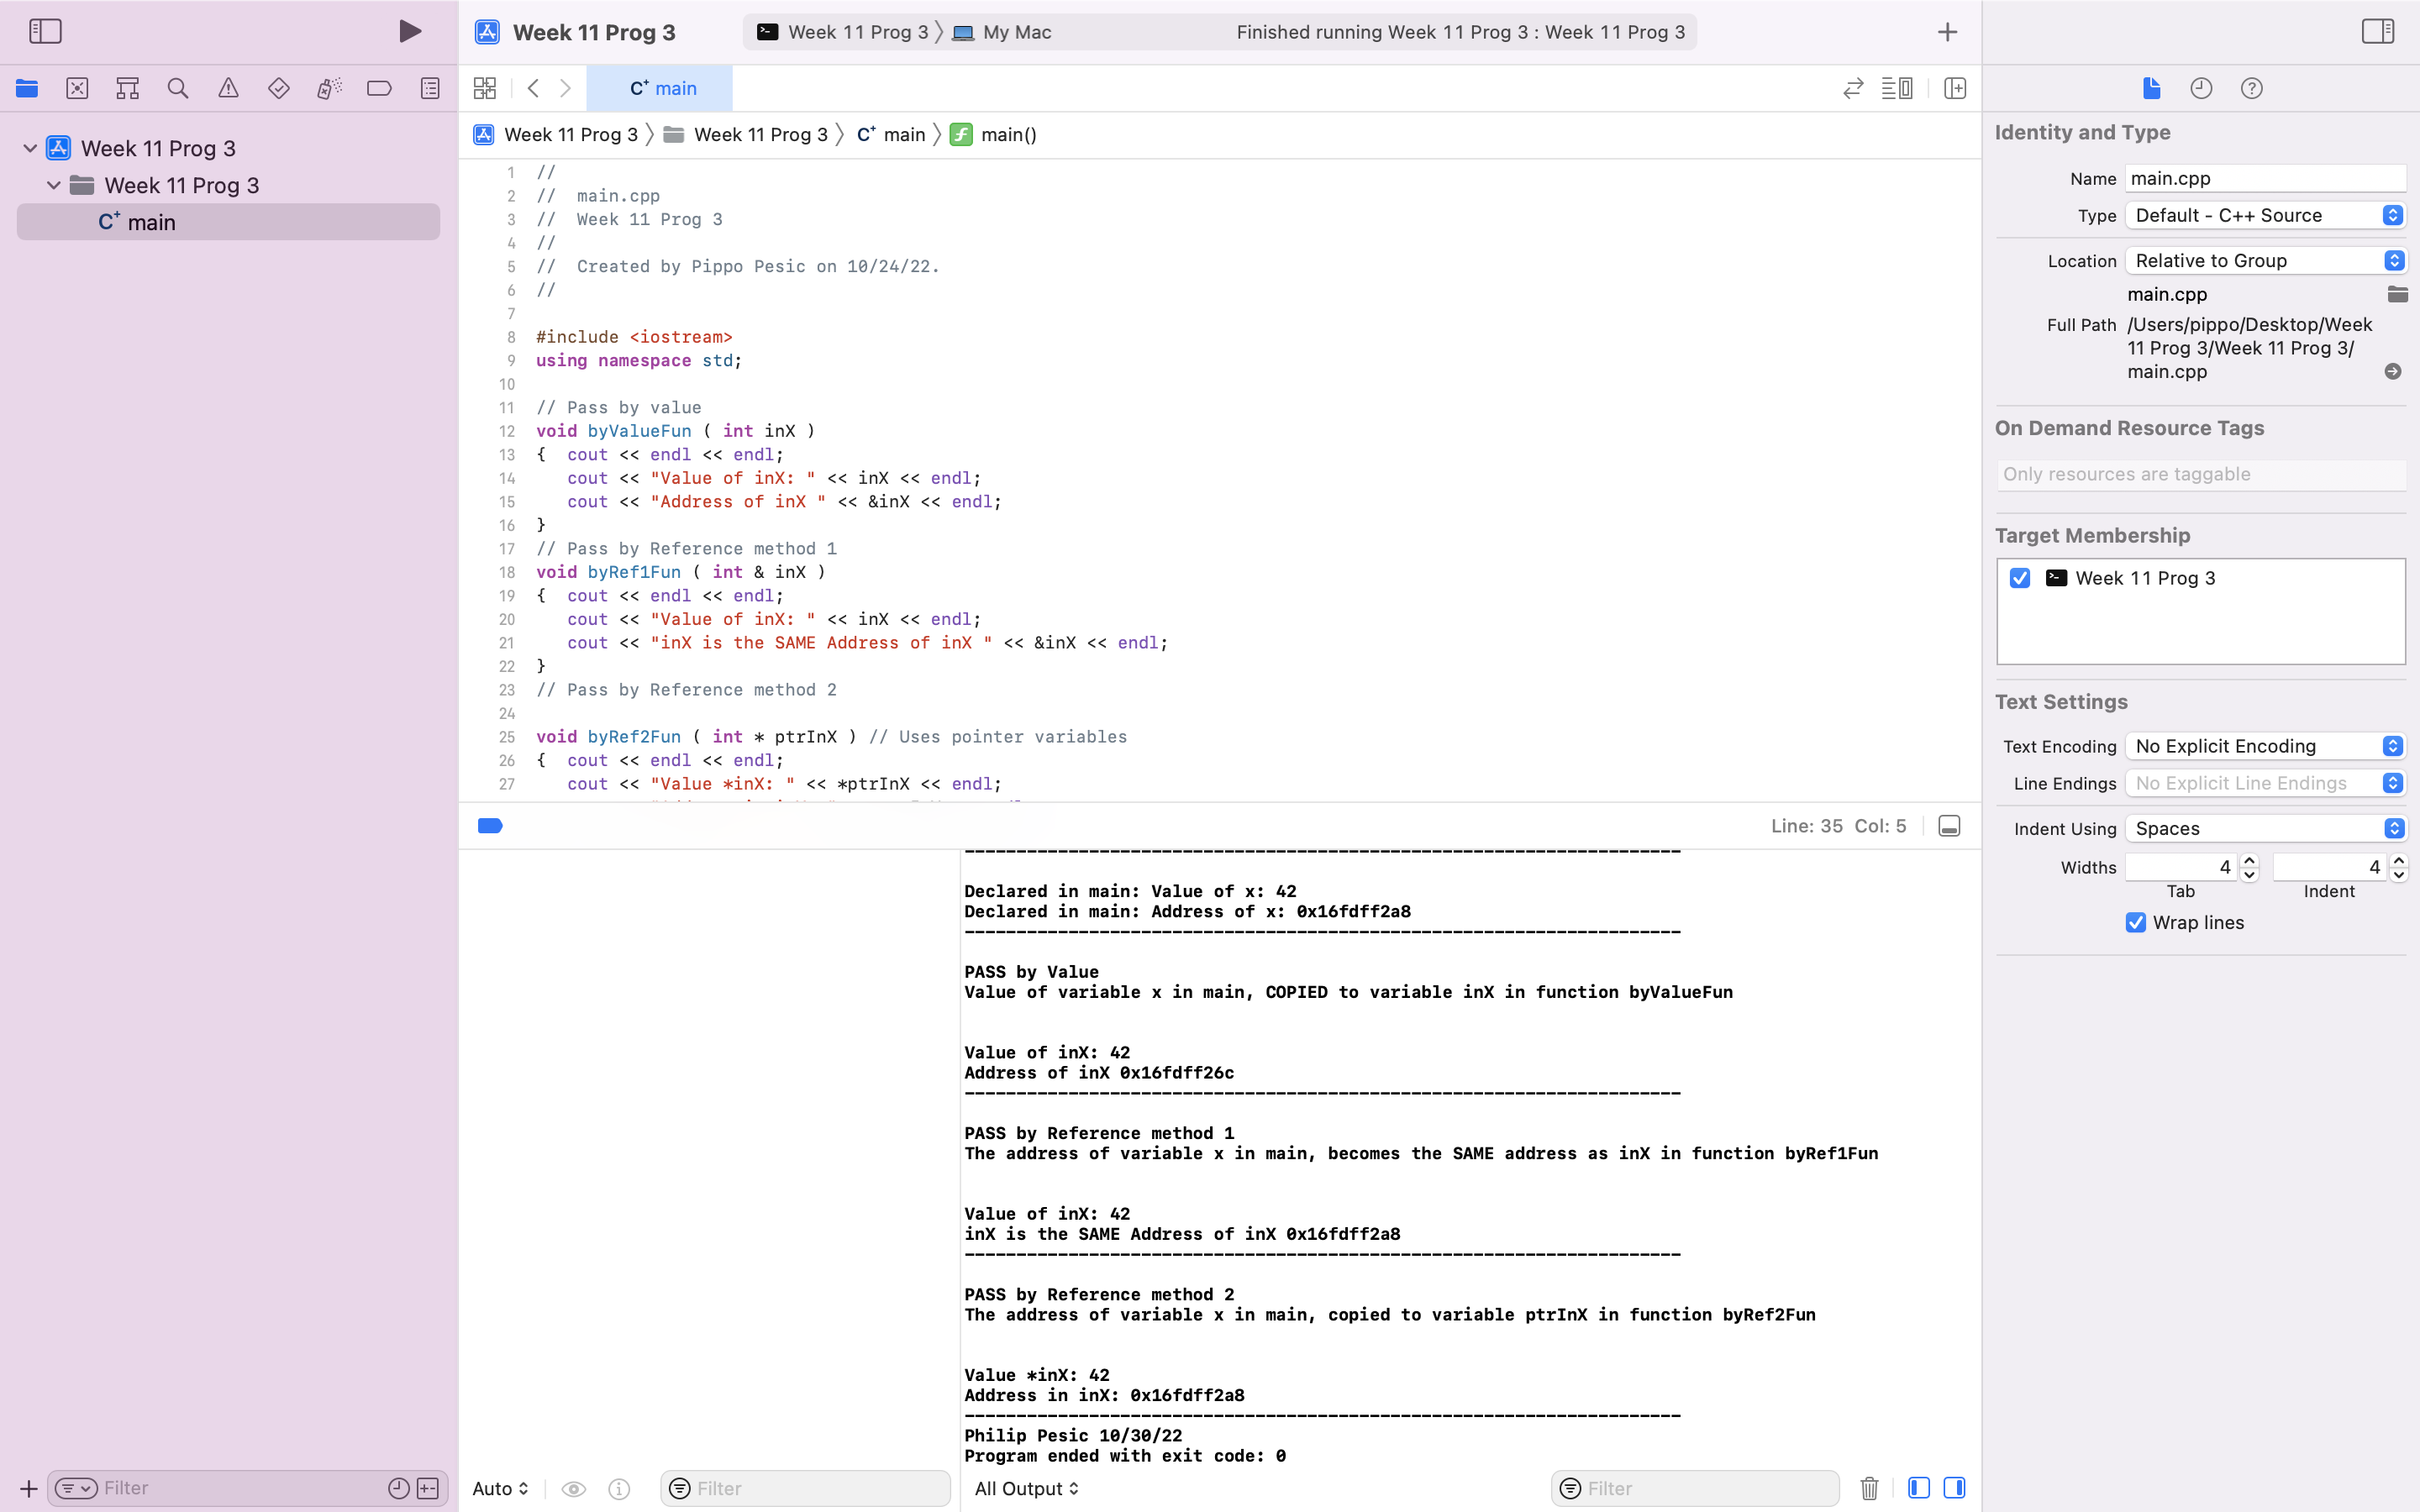 Week 11 Prog 3
Week 11 Prog 3 My Mac
Finished running Week 11 Prog 3 : Week 11 Prog 3
main
Week 11 Prog 3
Week 11 Prog 3
main
Week 11 Prog 3 Week 11 Prog 3 main main()
1 //
2 //  main.cpp
3 //  Week 11 Prog 3
4 //
5 //  Created by Pippo Pesic on 10/24/22.
6 //
7
8 #include <iostream>
9 using namespace std;
10
11 // Pass by value
12 void byValueFun ( int inX )
13 {  cout << endl << endl;
14    cout << "Value of inX: " << inX << endl;
15    cout << "Address of inX " << &inX << endl;
16 }
17 // Pass by Reference method 1
18 void byRef1Fun ( int & inX )
19 {  cout << endl << endl;
20    cout << "Value of inX: " << inX << endl;
21    cout << "inX is the SAME Address of inX " << &inX << endl;
22 }
23 // Pass by Reference method 2
24
25 void byRef2Fun ( int * ptrInX ) // Uses pointer variables
26 {  cout << endl << endl;
27    cout << "Value *inX: " << *ptrInX << endl;
Line: 35 Col: 5
---------------------------------------------------------------------
Declared in main: Value of x: 42
Declared in main: Address of x: 0x16fdff2a8
---------------------------------------------------------------------
PASS by Value
Value of variable x in main, COPIED to variable inX in function byValueFun
Value of inX: 42
Address of inX 0x16fdff26c
---------------------------------------------------------------------
PASS by Reference method 1
The address of variable x in main, becomes the SAME address as inX in function byRef1Fun
Value of inX: 42
inX is the SAME Address of inX 0x16fdff2a8
---------------------------------------------------------------------
PASS by Reference method 2
The address of variable x in main, copied to variable ptrInX in function byRef2Fun
Value *inX: 42
Address in inX: 0x16fdff2a8
---------------------------------------------------------------------
Philip Pesic 10/30/22
Program ended with exit code: 0
Filter
Auto
Filter
All Output
Filter
Identity and Type
Name main.cpp
Type Default - C++ Source
Location Relative to Group
main.cpp
Full Path /Users/pippo/Desktop/Week
11 Prog 3/Week 11 Prog 3/
main.cpp
On Demand Resource Tags
Only resources are taggable
Target Membership
Week 11 Prog 3
Text Settings
Text Encoding No Explicit Encoding
Line Endings No Explicit Line Endings
Indent Using Spaces
Widths 4 4
Tab Indent
Wrap lines